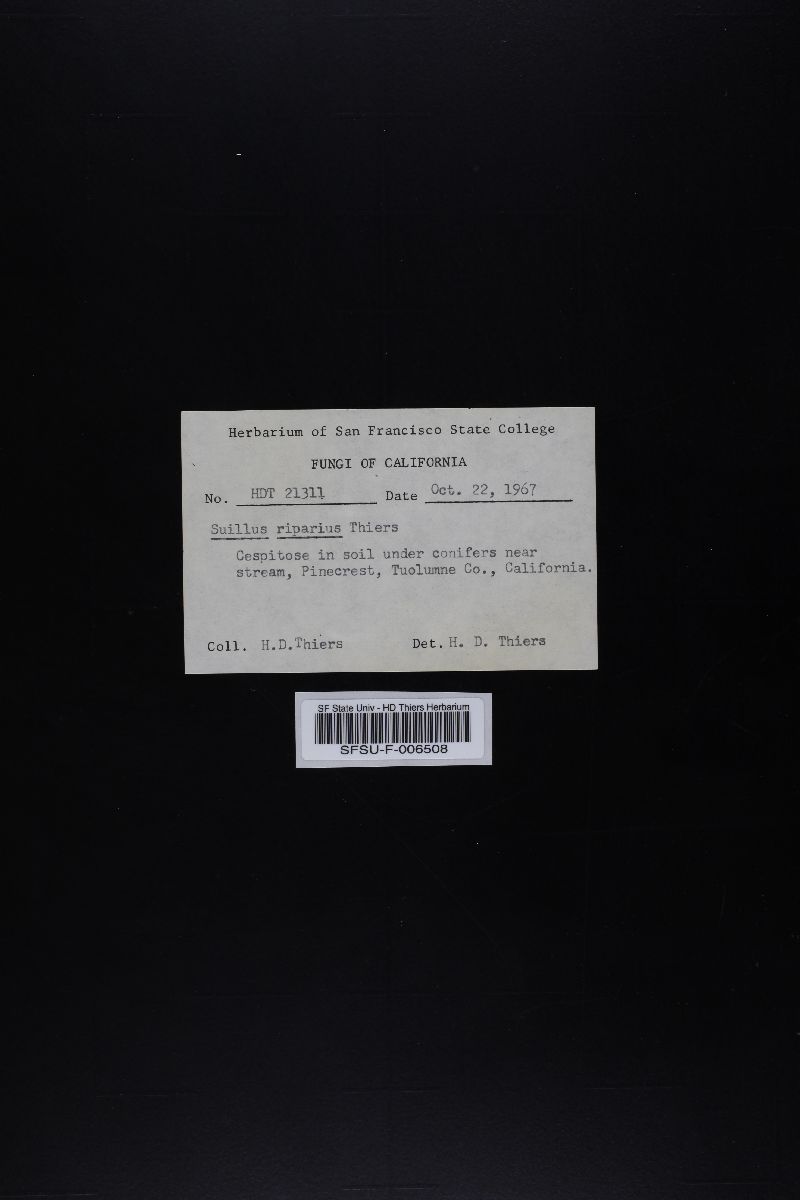 Herbarium of San Francisco State College
FUNGI OF CALIFORNIA
No. HDT 21311 Date Oct. 22, 1967
Suillus riparius Thiers
Cespitose in soil under conifers near
stream, Pinecrest, Tuolumne Co., California.
Coll. H.D.Thiers Det. H. D. Thiers
SF State Univ - HD Thiers Herbarium
SFSU-F-006508